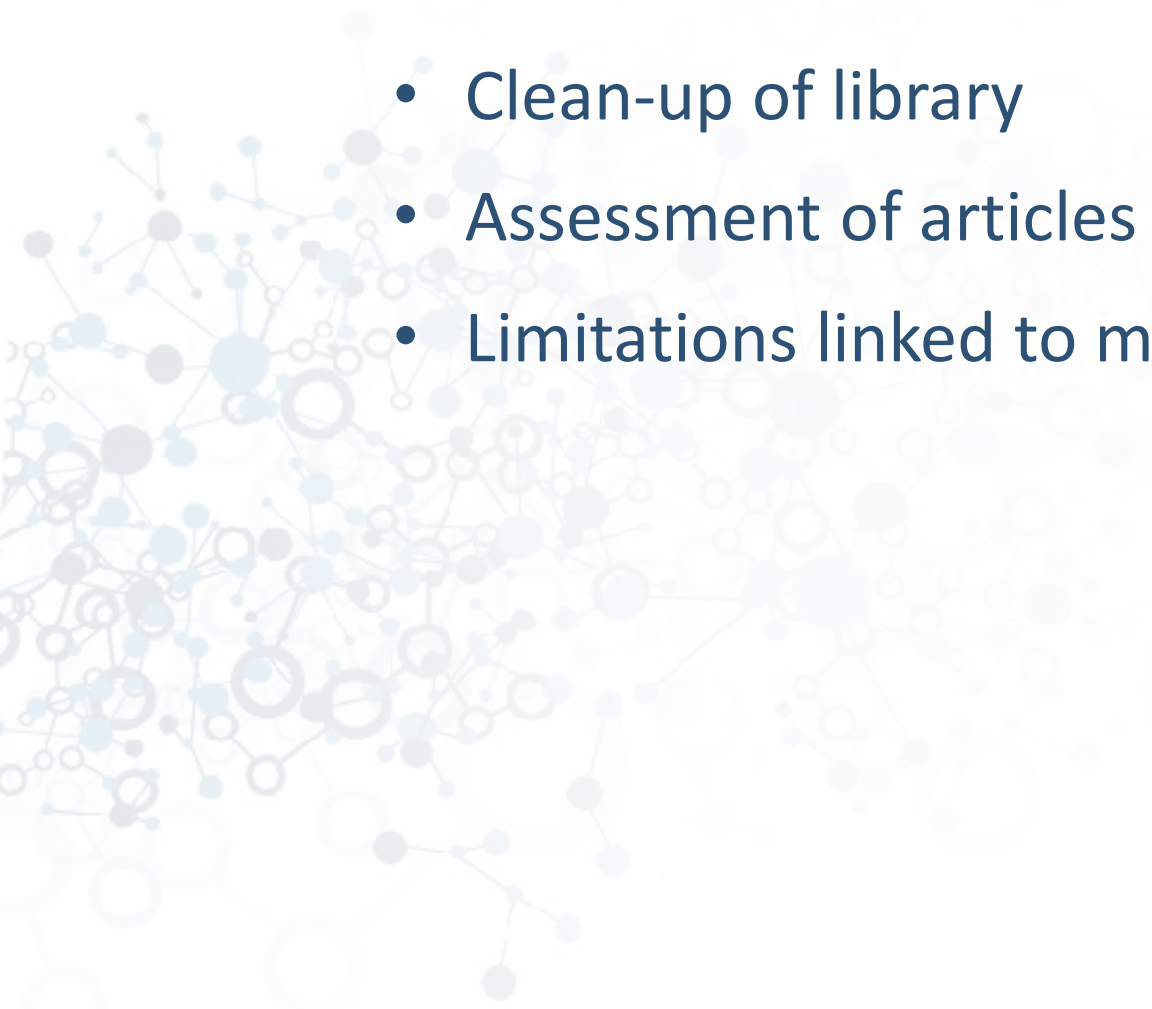 • Clean-up of library
• Assessment of articles
• Limitations linked to